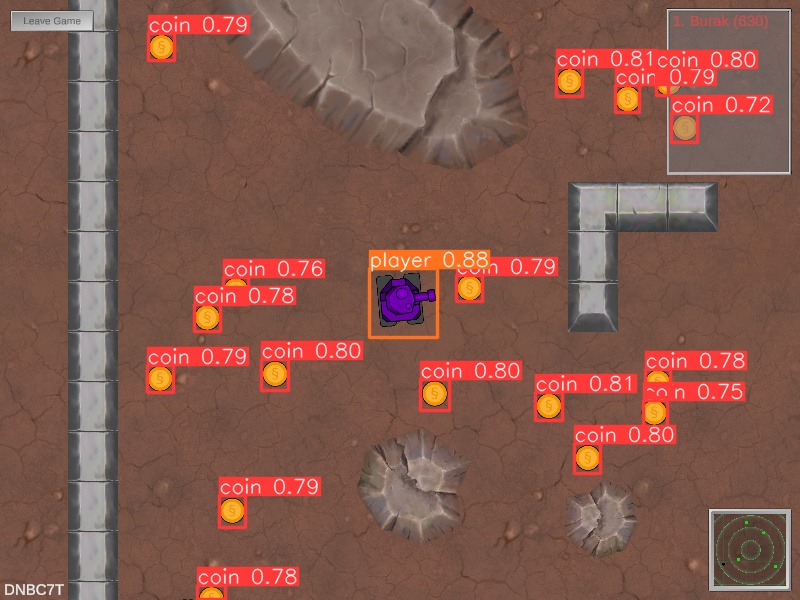 Leave Game
coin 0.79
1. Burak (630)
coin 0.81
coin 0.80
coin 0.79
coin 0.72
player 0.88
coin 0.79
coin 0.76
coin 0.78
coin 0.79
coin 0.80
coin 0.80
coin 0.81
coin 0.78
coin 0.75
coin 0.80
coin 0.79
coin 0.78
DNBC7T